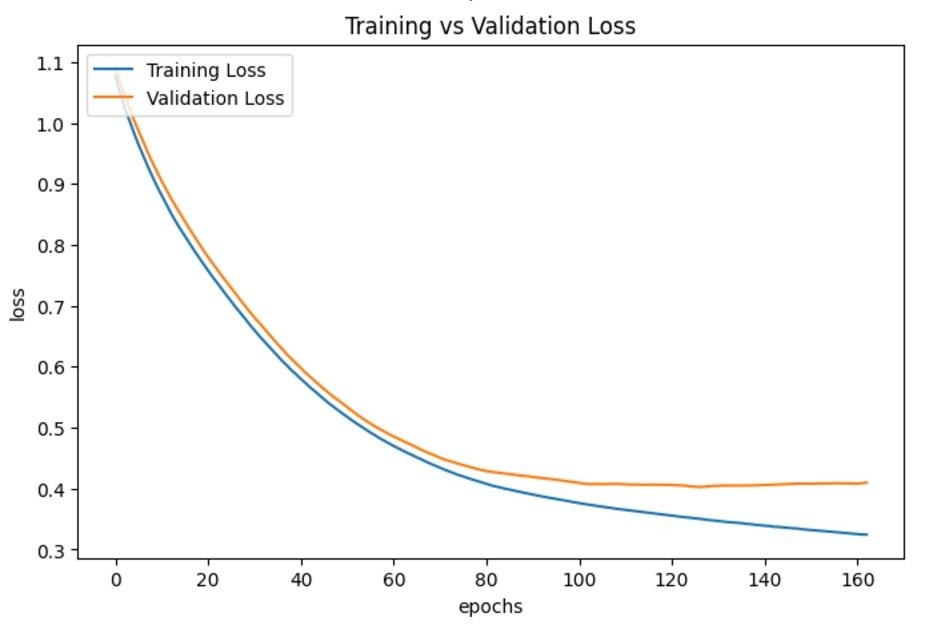 Training vs Validation Loss
1.1
1.0
0.9
0.8
0.7
0.6
0.5
0.4
0.3
loss
Training Loss
Validation Loss
0 20 40 60 80 100 120 140 160
epochs